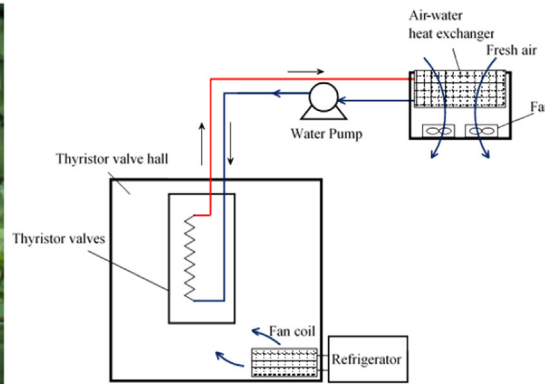 Air-water
heat exchanger
Fresh air
Fa
Water Pump
Thyristor valve hall
Thyristor valves
Fan coil
Refrigerator